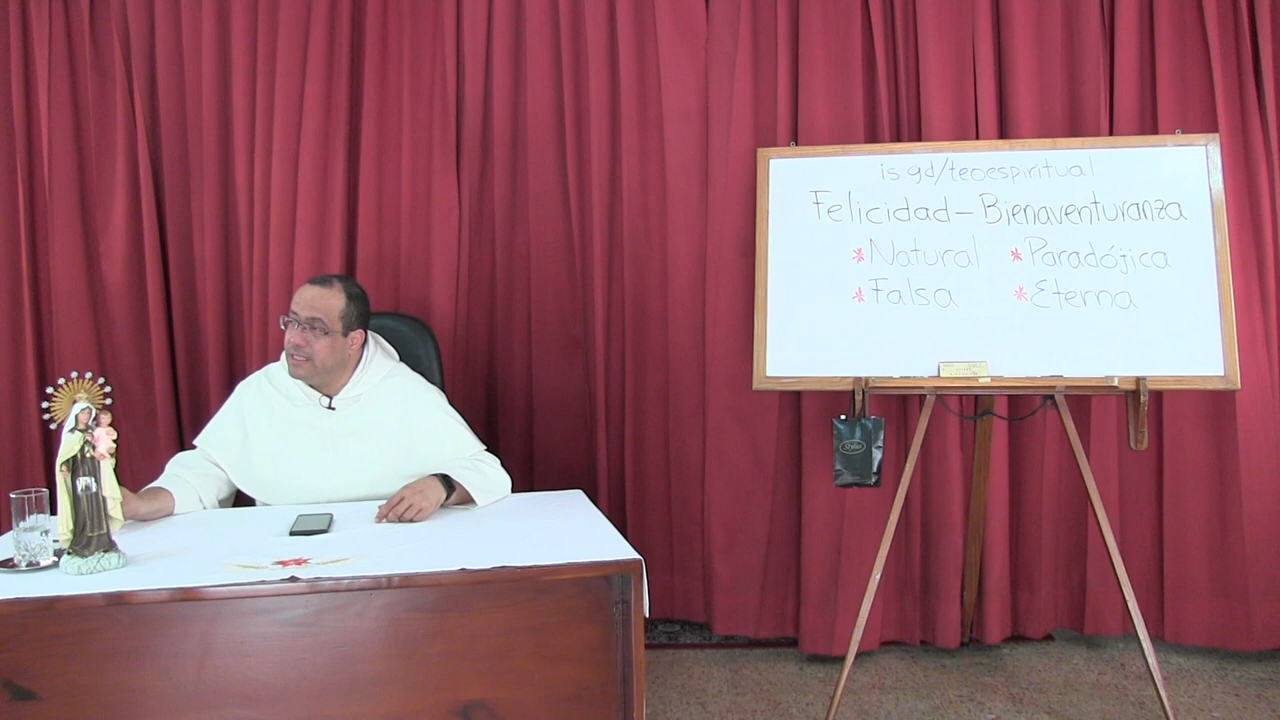 is.gd/teoespiritual
Felicidad - Bienaventuranza
* Natural * Paradójica
* Falsa * Eterna